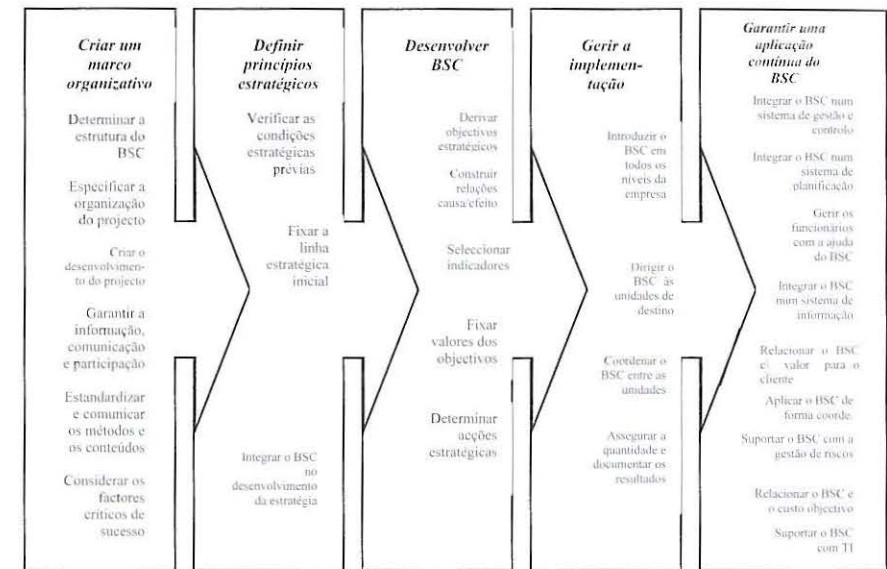 Criar um
marco
organizativo
Determinar a
estrutura do
BSC
Especificar a
organização
do projecto
Criar o
desenvolvimen-
to do projecto
Garantir a
informação,
comunicação
e participação
Estandardizar
e comunicar
os métodos e
os conteúdos
Considerar os
factores
críticos de
sucesso
Definir
princípios
estratégicos
Verificar as
condições
estratégicas
prévias
Fixar a
linha
estratégica
inicial
Integrar o BSC
no
desenvolvimento
da estratégia
Desenvolver
BSC
Derivar
objectivos
estratégicos
Construir
relações
causa/efeito
Seleccionar
indicadores
Fixar
valores dos
objectivos
Determinar
acções
estratégicas
Gerir a
implemen-
tação
Introduzir o
BSC em
todos os
níveis da
empresa
Dirigir o
BSC às
unidades de
destino
Coordenar o
BSC entre as
unidades
Assegurar a
quantidade e
documentar os
resultados
Garantir uma
aplicação
contínua do
BSC
Integrar o BSC num
sistema de gestão e
controlo
Integrar o BSC num
sistema de
planificação
Gerir os
funcionários
com a ajuda
do BSC
Integrar o BSC
num sistema de
informação
Relacionar o BSC
c/ valor para o
cliente
Aplicar o BSC de
forma coorde.
Suportar o BSC com a
gestão de riscos
Relacionar o BSC e
o custo objectivo
Suportar o BSC
com TI